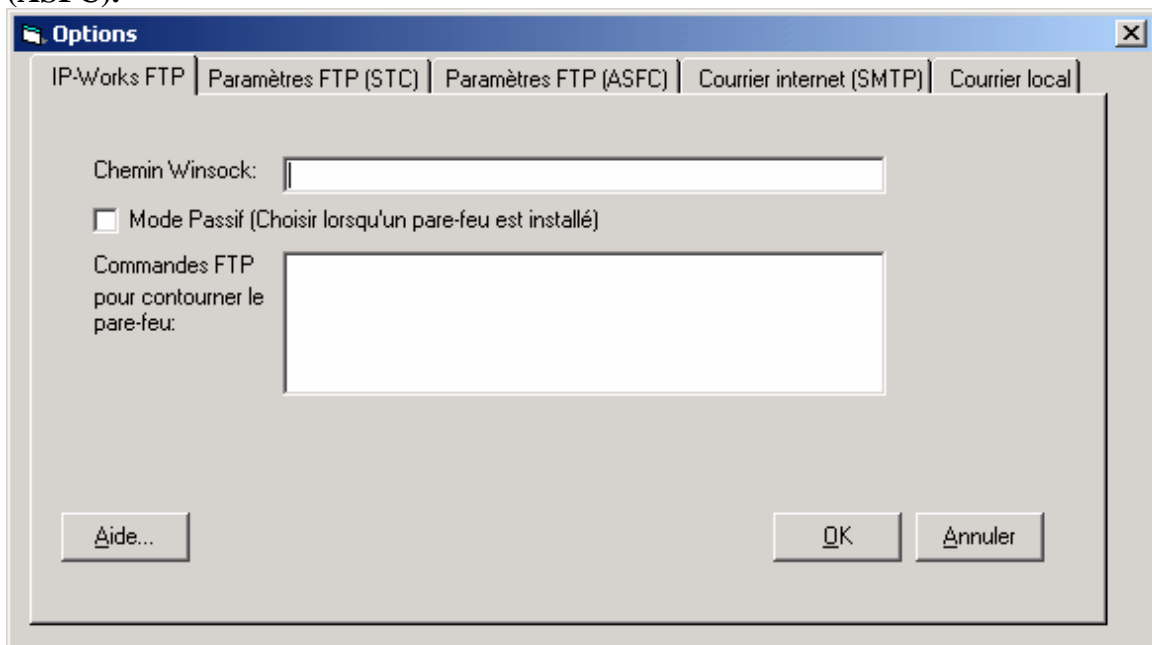 (ASFC).
Options
IP-Works FTP Paramètres FTP (STC) Paramètres FTP (ASFC) Courrier internet (SMTP) Courrier local
Chemin Winsock:
Mode Passif (Choisir lorsqu'un pare-feu est installé)
Commandes FTP
pour contourner le
pare-feu:
Aide... OK Annuler